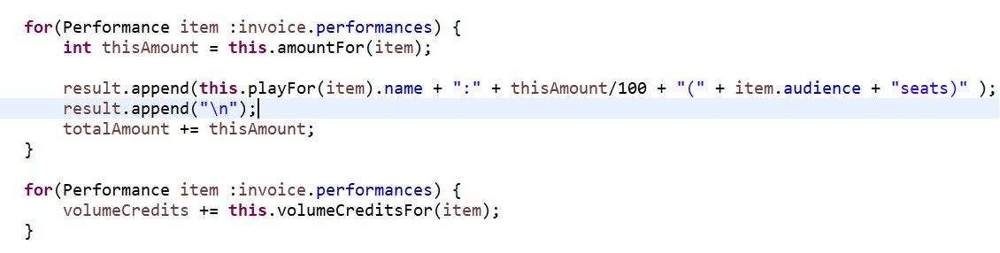 for(Performance item :invoice.performances) {
    int thisAmount = this.amountFor(item);

    result.append(this.playFor(item).name + ":" + thisAmount/100 + "(" + item.audience + "seats)" );
    result.append("\n");
    totalAmount += thisAmount;
}

for(Performance item :invoice.performances) {
    volumeCredits += this.volumeCreditsFor(item);
}